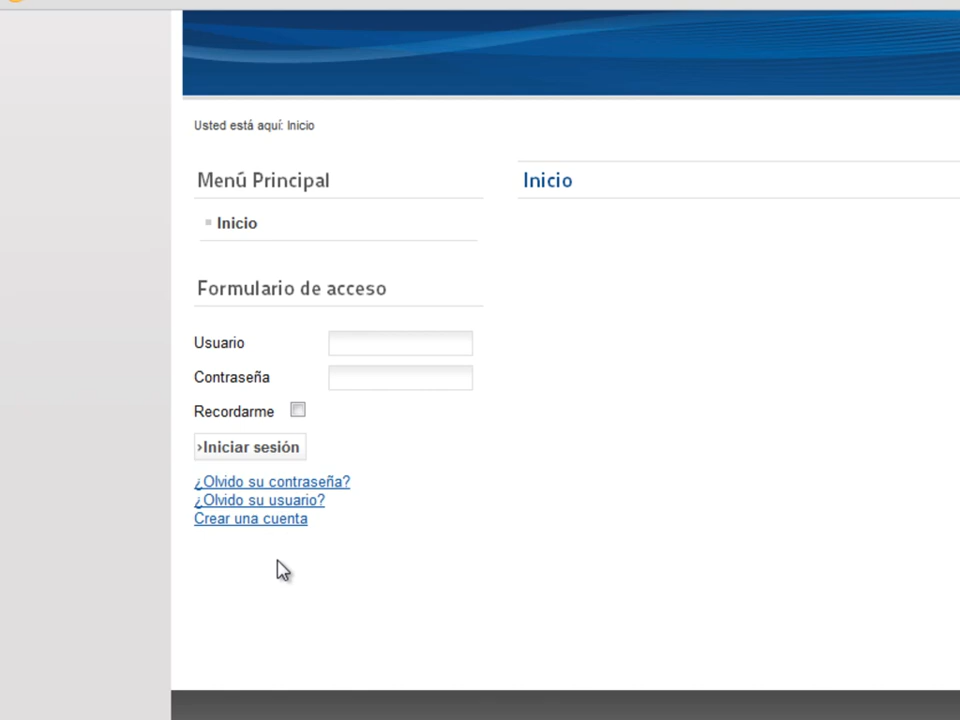 Usted está aquí: Inicio
Menú Principal
Inicio
Inicio
Formulario de acceso
Usuario
Contraseña
Recordarme
›Iniciar sesión
¿Olvido su contraseña?
¿Olvido su usuario?
Crear una cuenta